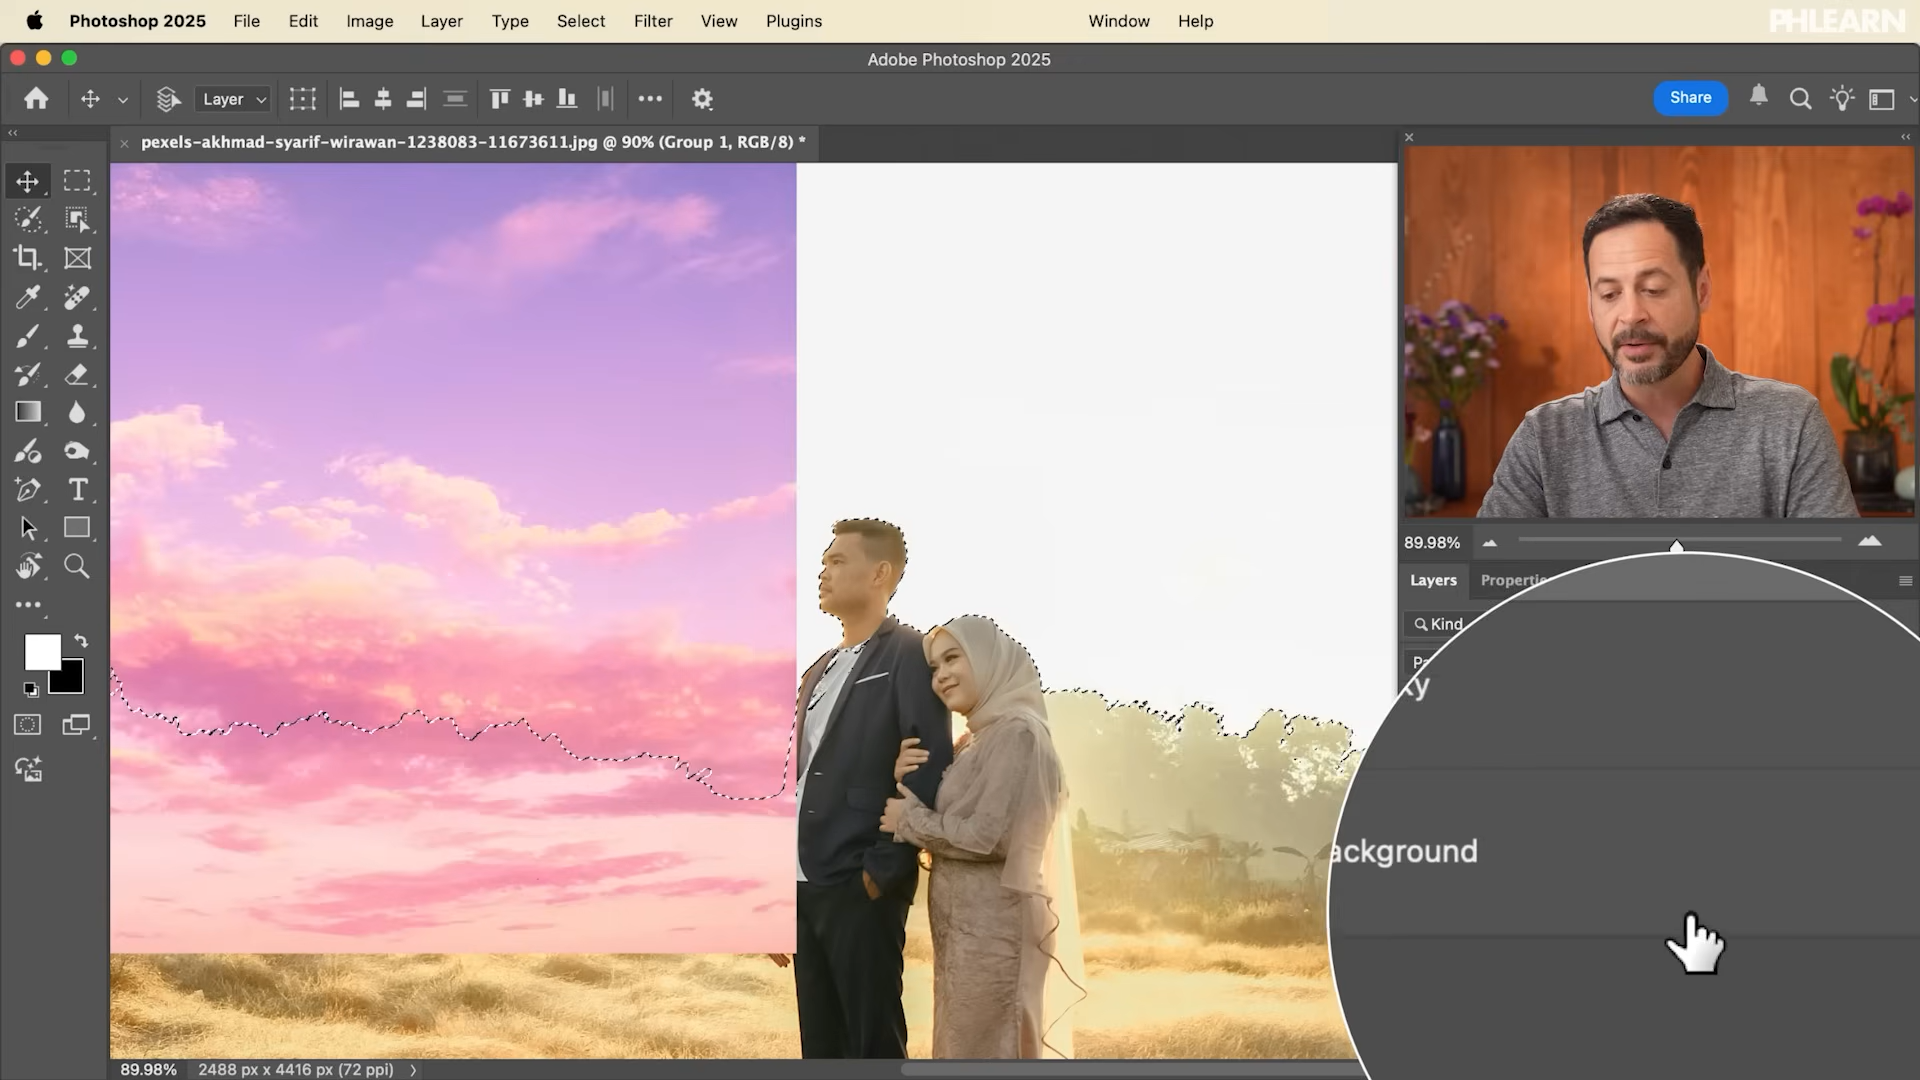 Photoshop 2025 File Edit Image Layer Type Select Filter View Plugins Window Help
PHLEARN
Adobe Photoshop 2025
Layer
Share
pexels-akhmad-syarif-wirawan-1238083-11673611.jpg @ 90% (Group 1, RGB/8) *
89.98%
Layers Propertie
Kind
Pa
ky
ackground
89.98% 2488 px x 4416 px (72 ppi)